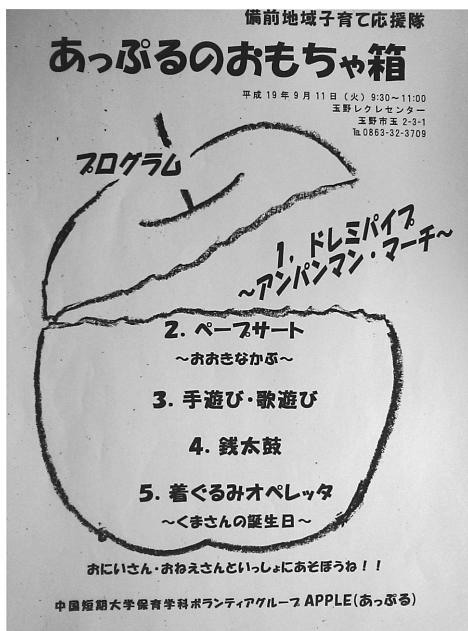 備前地域子育て応援隊
あっぷるのおもちゃ箱
平成19年9月11日（火）9:30～11:00
玉野レクレセンター
玉野市玉2-3-1
℡0863-32-3709
プログラム
1. ドレミパイプ
～アンパンマン・マーチ～
2. ペープサート
～おおきなかぶ～
3. 手遊び・歌遊び
4. 銭太鼓
5. 着ぐるみオペレッタ
～くまさんの誕生日～
おにいさん・おねえさんといっしょにあそぼうね！！
中国短期大学保育学科ボランティアグループAPPLE(あっぷる)